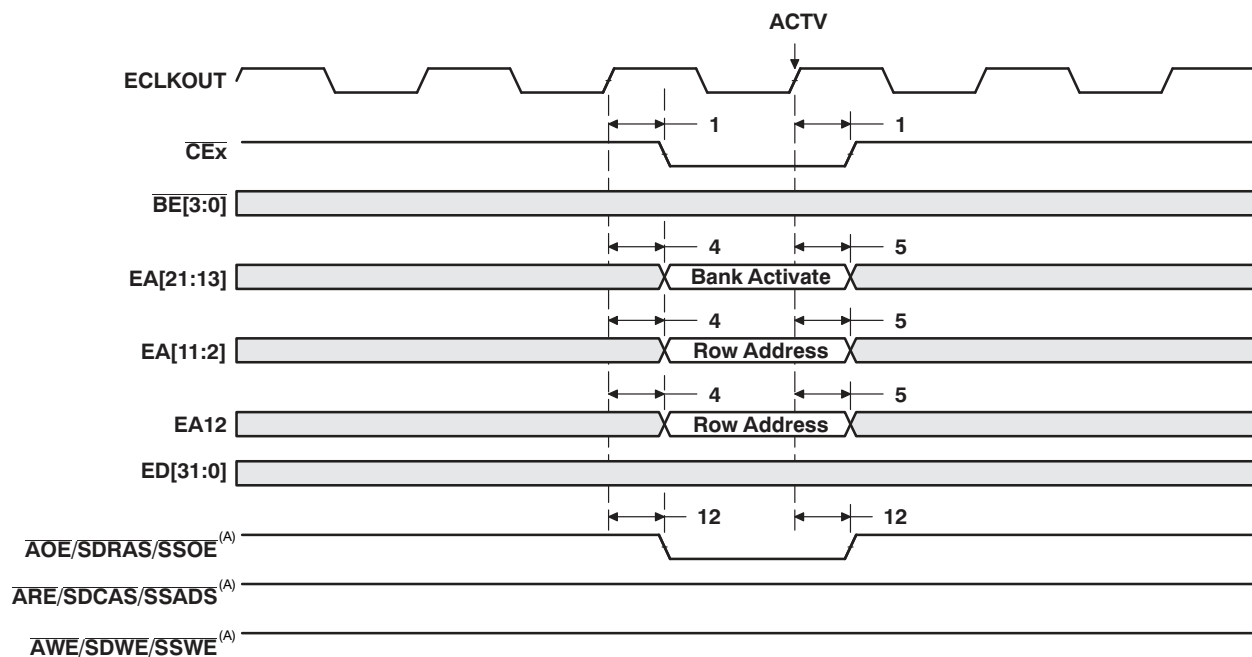 ACTV
ECLKOUT
1 1
CEx
BE[3:0]
4 5
EA[21:13] Bank Activate
4 5
EA[11:2] Row Address
4 5
EA12 Row Address
ED[31:0]
12 12
AOE/SDRAS/SSOE(A)
ARE/SDCAS/SSADS(A)
AWE/SDWE/SSWE(A)